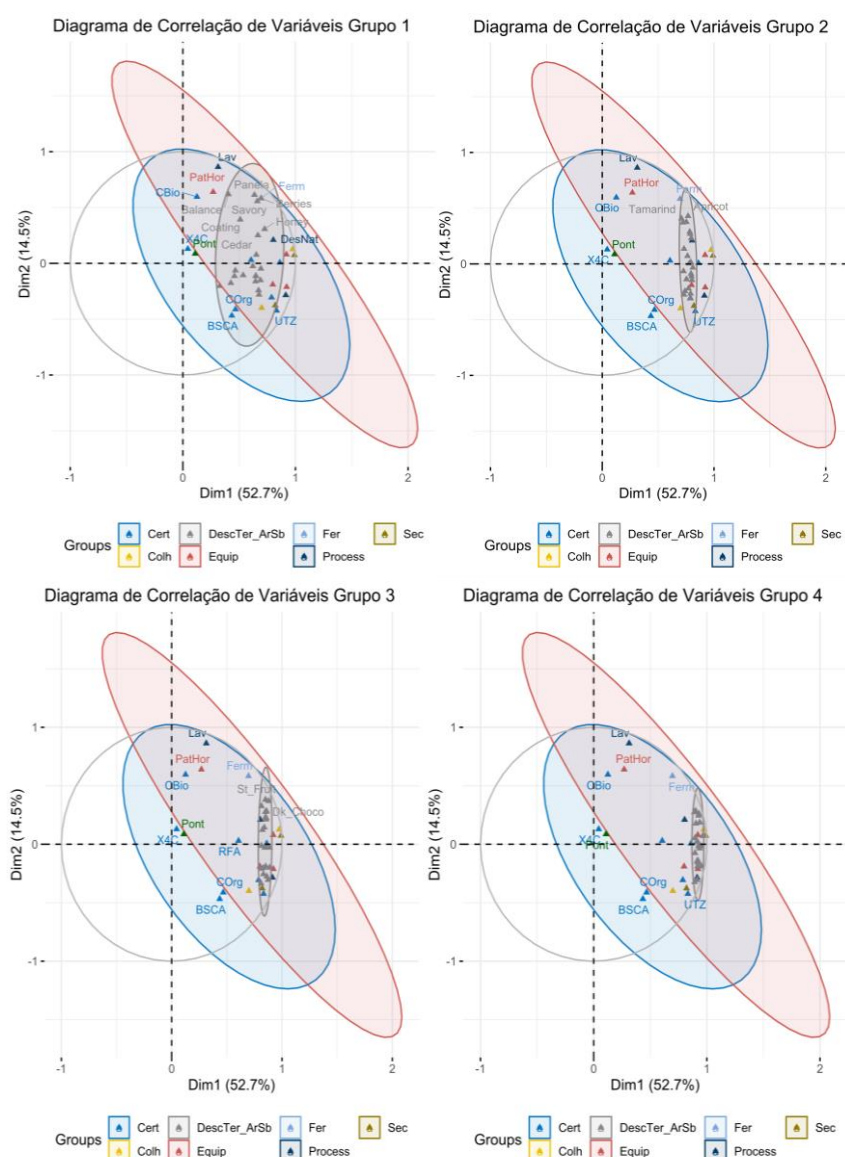 Diagrama de Correlação de Variáveis Grupo 1
Dim2 (14.5%)
1
0
-1
Lav
PatHor
Panela
Ferm
CBio
Berries
Balance
Savory
Honey
Coating
X4C
DesNat
Pont
Cedar
COrg
BSCA
UTZ
-1
0
1
2
Dim1 (52.7%)
Groups
Cert
DescTer_ArSb
Fer
Sec
Colh
Equip
Process
Diagrama de Correlação de Variáveis Grupo 2
Dim2 (14.5%)
1
0
-1
Lav
PatHor
Ferm
CBio
Tamarind
Apricot
X4C
Pont
COrg
BSCA
UTZ
-1
0
1
2
Dim1 (52.7%)
Groups
Cert
DescTer_ArSb
Fer
Sec
Colh
Equip
Process
Diagrama de Correlação de Variáveis Grupo 3
Dim2 (14.5%)
1
0
-1
Lav
PatHor
Ferm
CBio
St_Fruit
Dk_Choco
Pont
X4C
RFA
COrg
BSCA
-1
0
1
2
Dim1 (52.7%)
Groups
Cert
DescTer_ArSb
Fer
Sec
Colh
Equip
Process
Diagrama de Correlação de Variáveis Grupo 4
Dim2 (14.5%)
1
0
-1
Lav
PatHor
CBio
Ferm
X4C
Pont
COrg
BSCA
UTZ
-1
0
1
2
Dim1 (52.7%)
Groups
Cert
DescTer_ArSb
Fer
Sec
Colh
Equip
Process